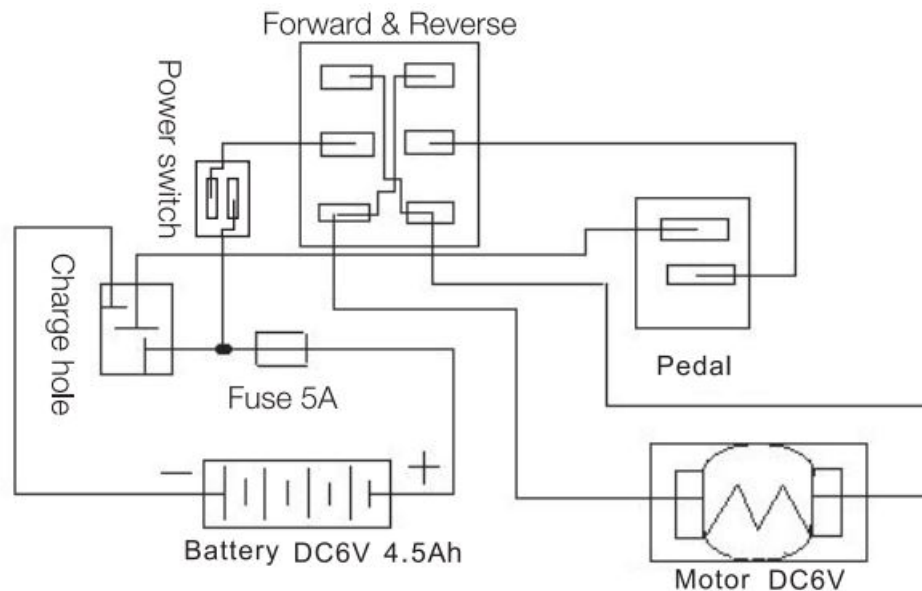 Forward & Reverse
Power switch
Charge hole
Fuse 5A
Pedal
− +
Battery DC6V 4.5Ah
Motor DC6V